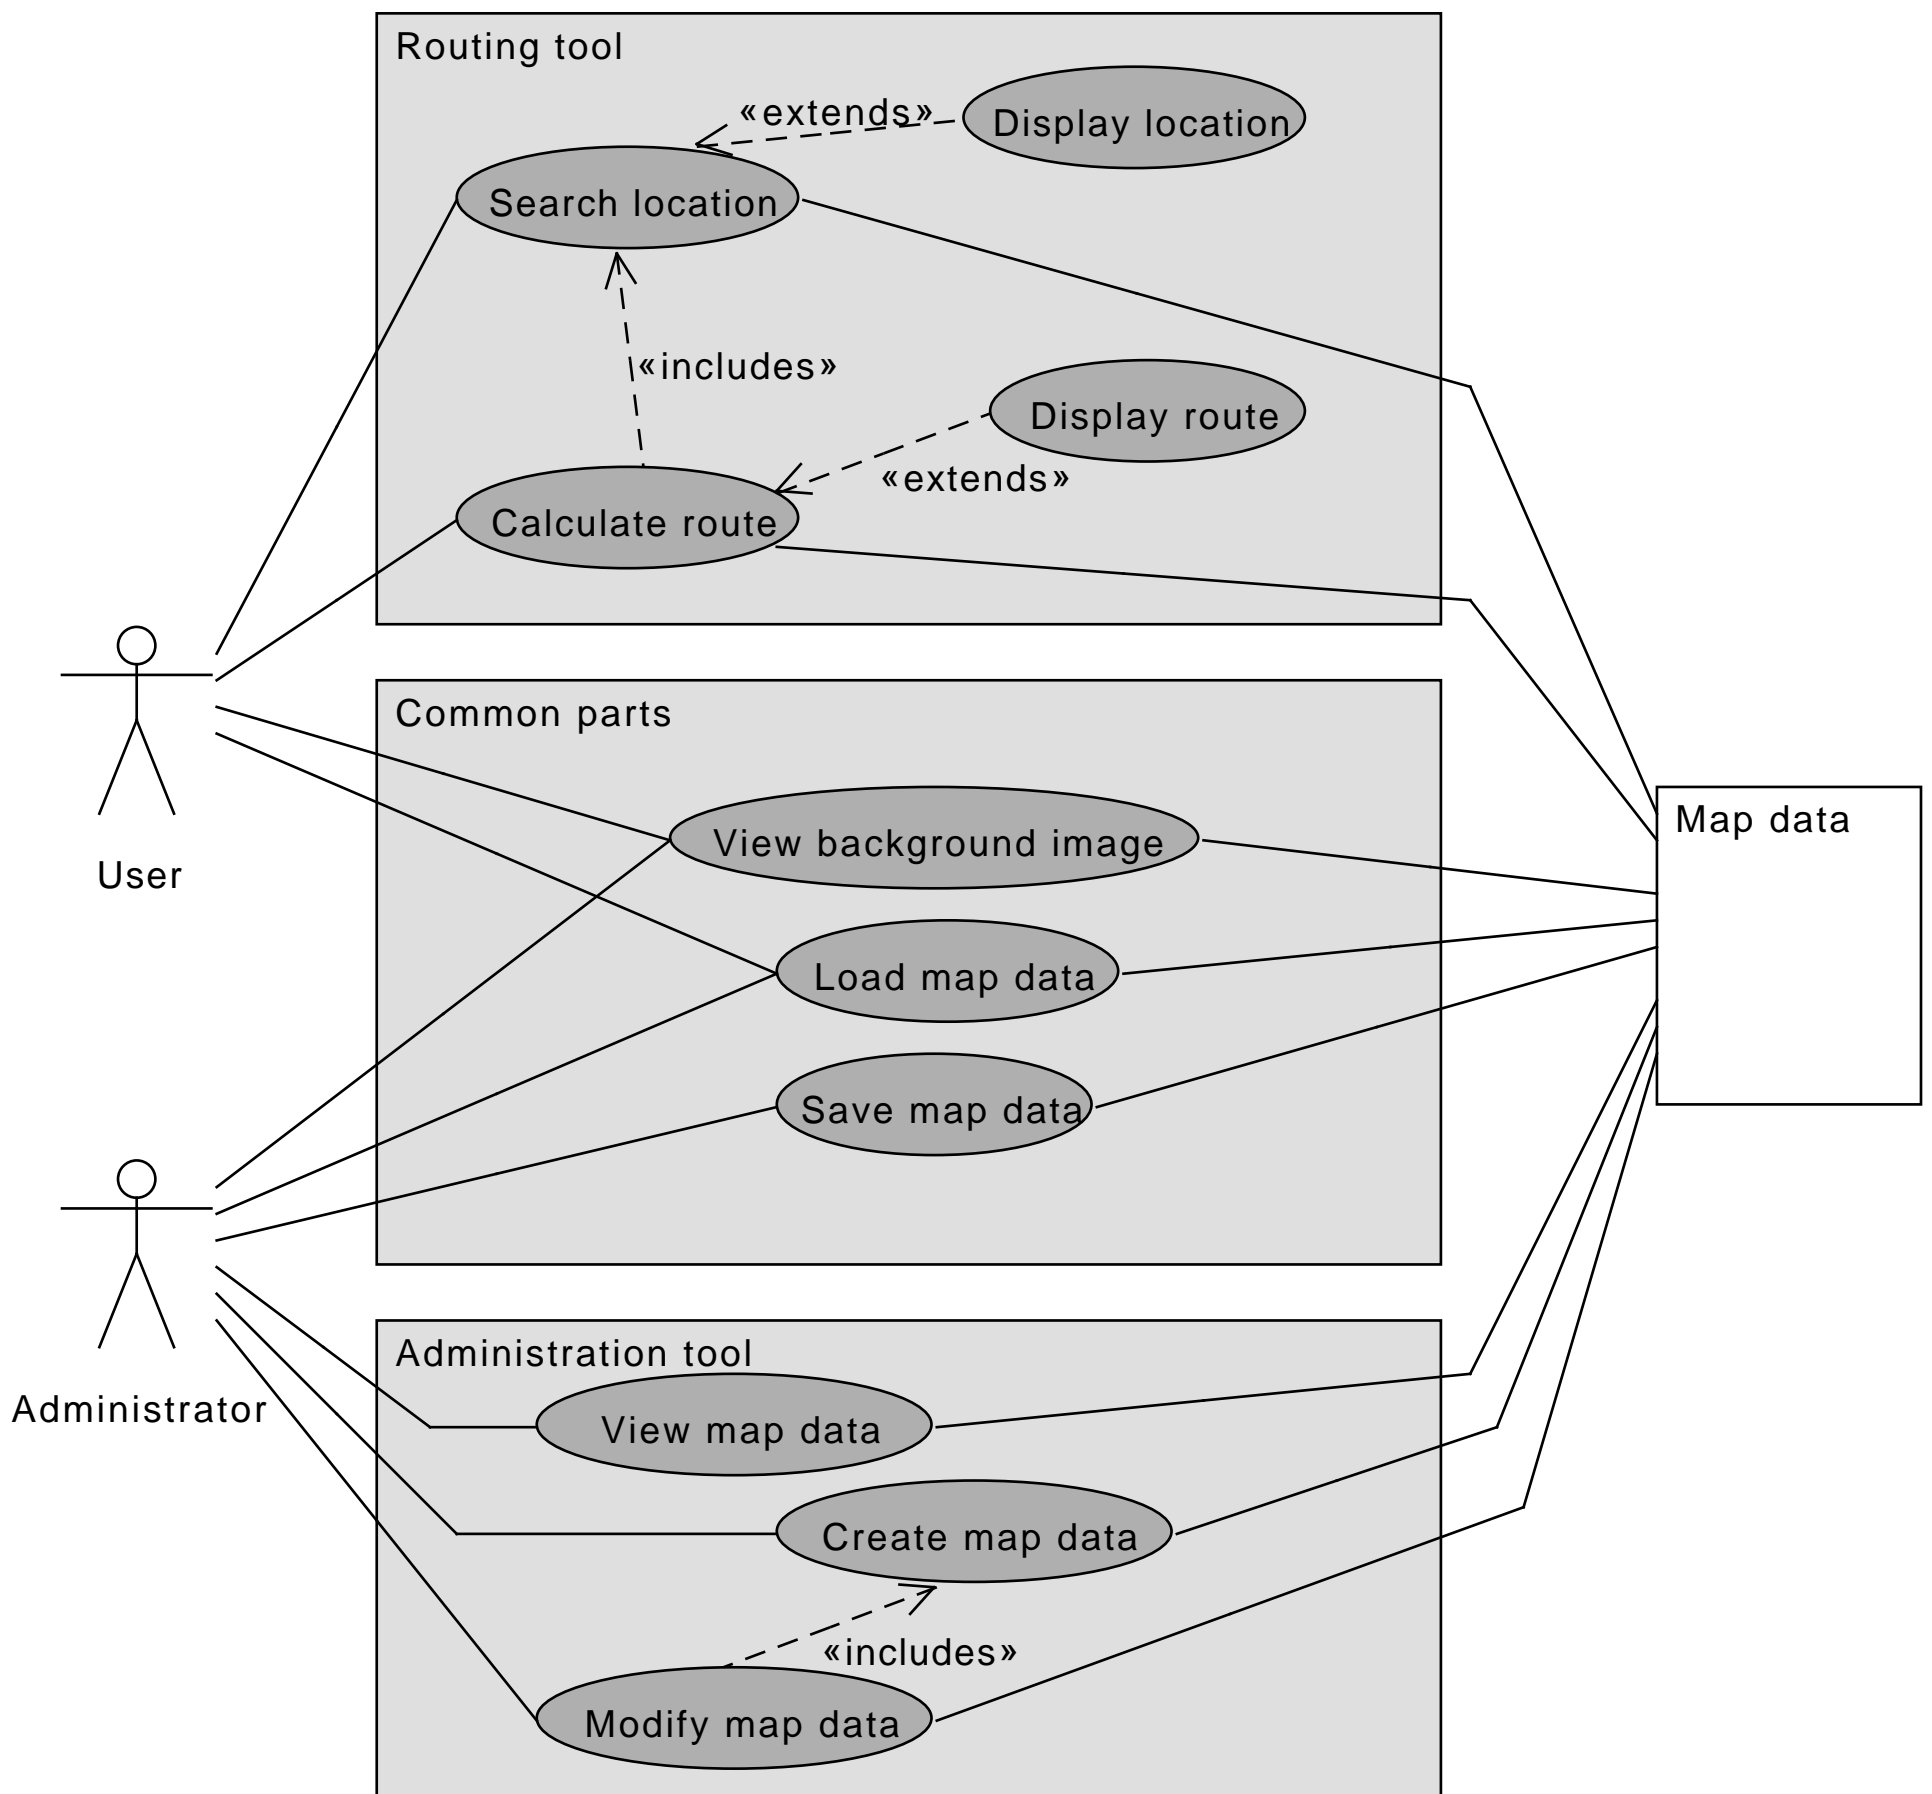 Routing tool
«extends»
Display location
Search location
«includes»
Display route
«extends»
Calculate route
Common parts
View background image
Map data
User
Load map data
Save map data
Administration tool
Administrator
View map data
Create map data
«includes»
Modify map data